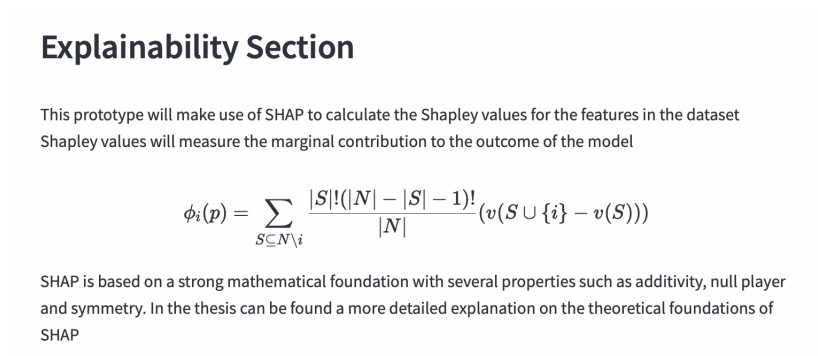 Explainability Section
This prototype will make use of SHAP to calculate the Shapley values for the features in the dataset
Shapley values will measure the marginal contribution to the outcome of the model
ϕᵢ(p) = ∑_{S⊆N\i} |S|!(|N| − |S| − 1)! / |N| (v(S ∪ {i} − v(S)))
SHAP is based on a strong mathematical foundation with several properties such as additivity, null player
and symmetry. In the thesis can be found a more detailed explanation on the theoretical foundations of
SHAP